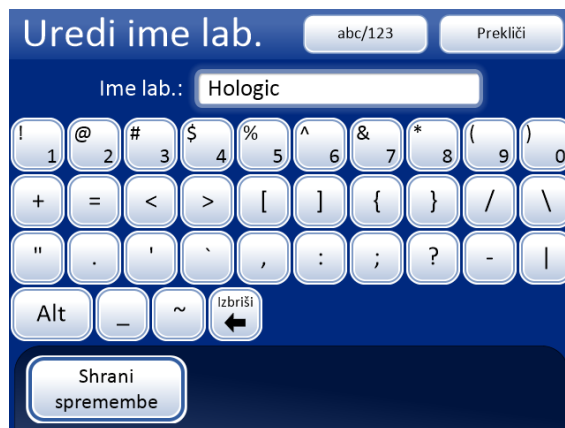 Uredi ime lab. abc/123 Prekliči
Ime lab.: Hologic
! 1 @ 2 # 3 $ 4 % 5 ^ 6 & 7 * 8 ( 9 ) 0
+ = < > [ ] { } / \
" . ' ` , : ; ? - |
Alt _ ~ Izbriši
Shrani
spremembe